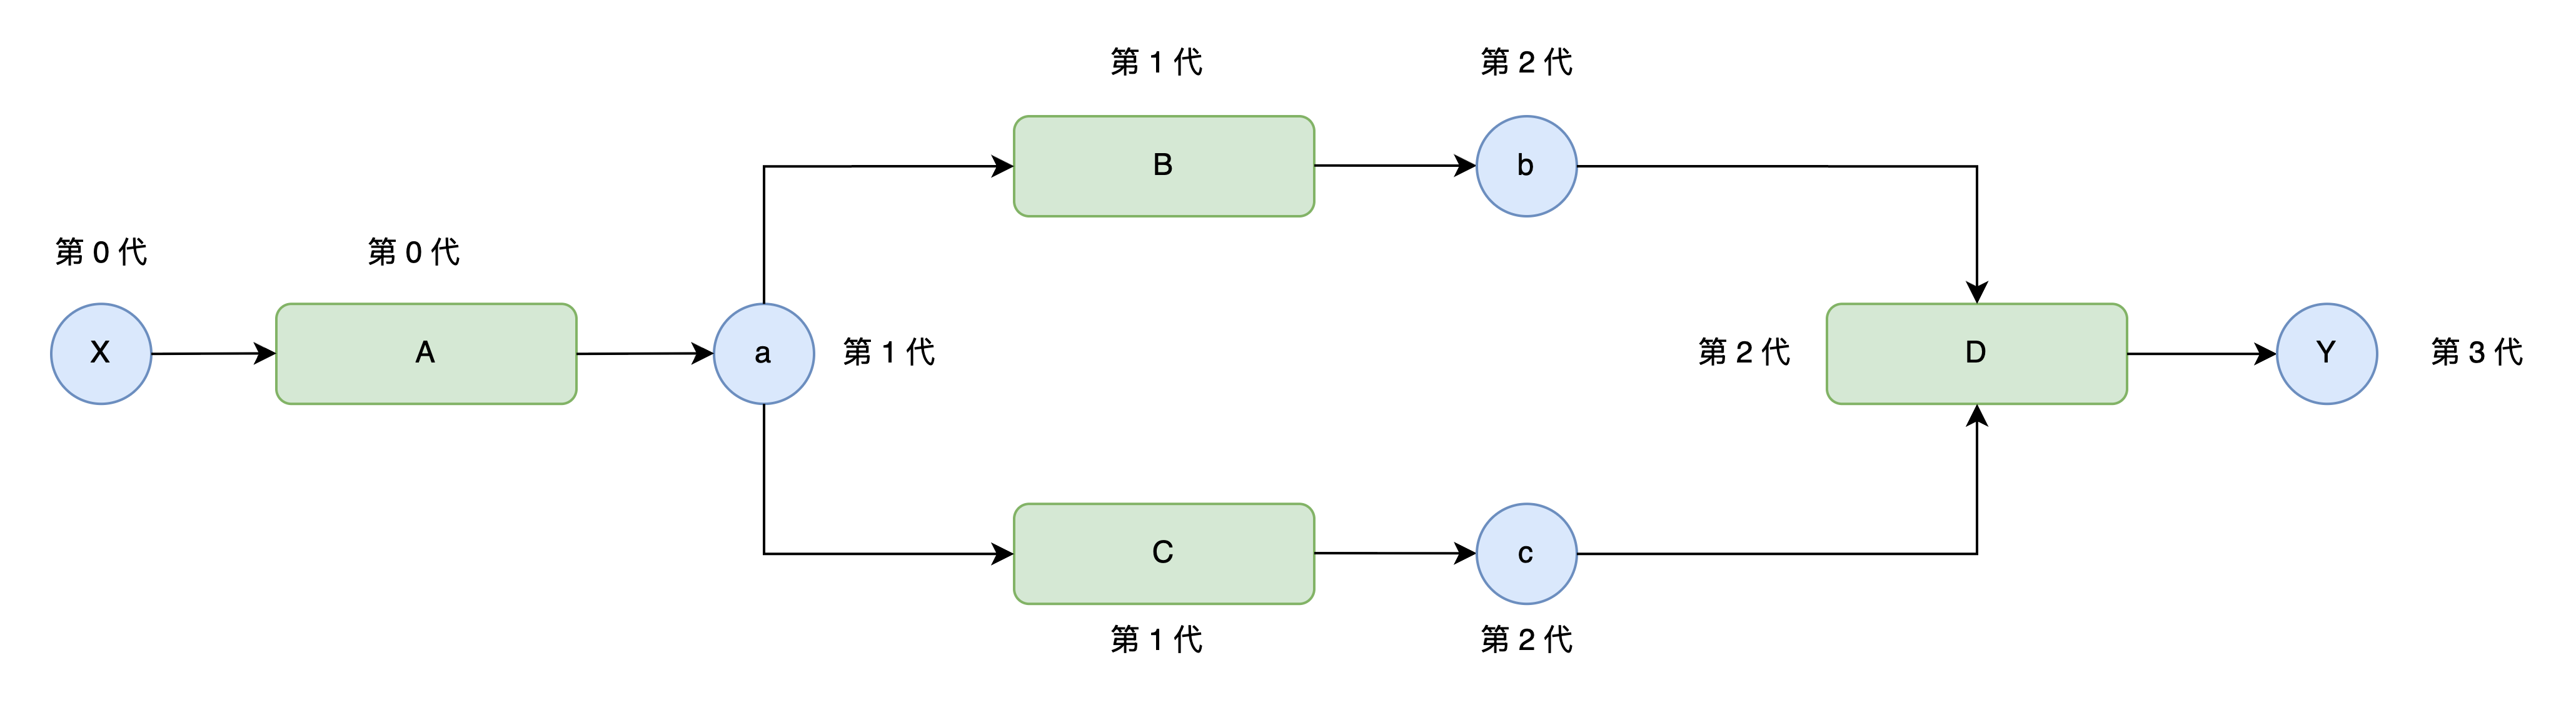 第 1 代
第 2 代
B
b
第 0 代
第 0 代
X
A
a
第 1 代
第 2 代
D
Y
第 3 代
C
c
第 1 代
第 2 代